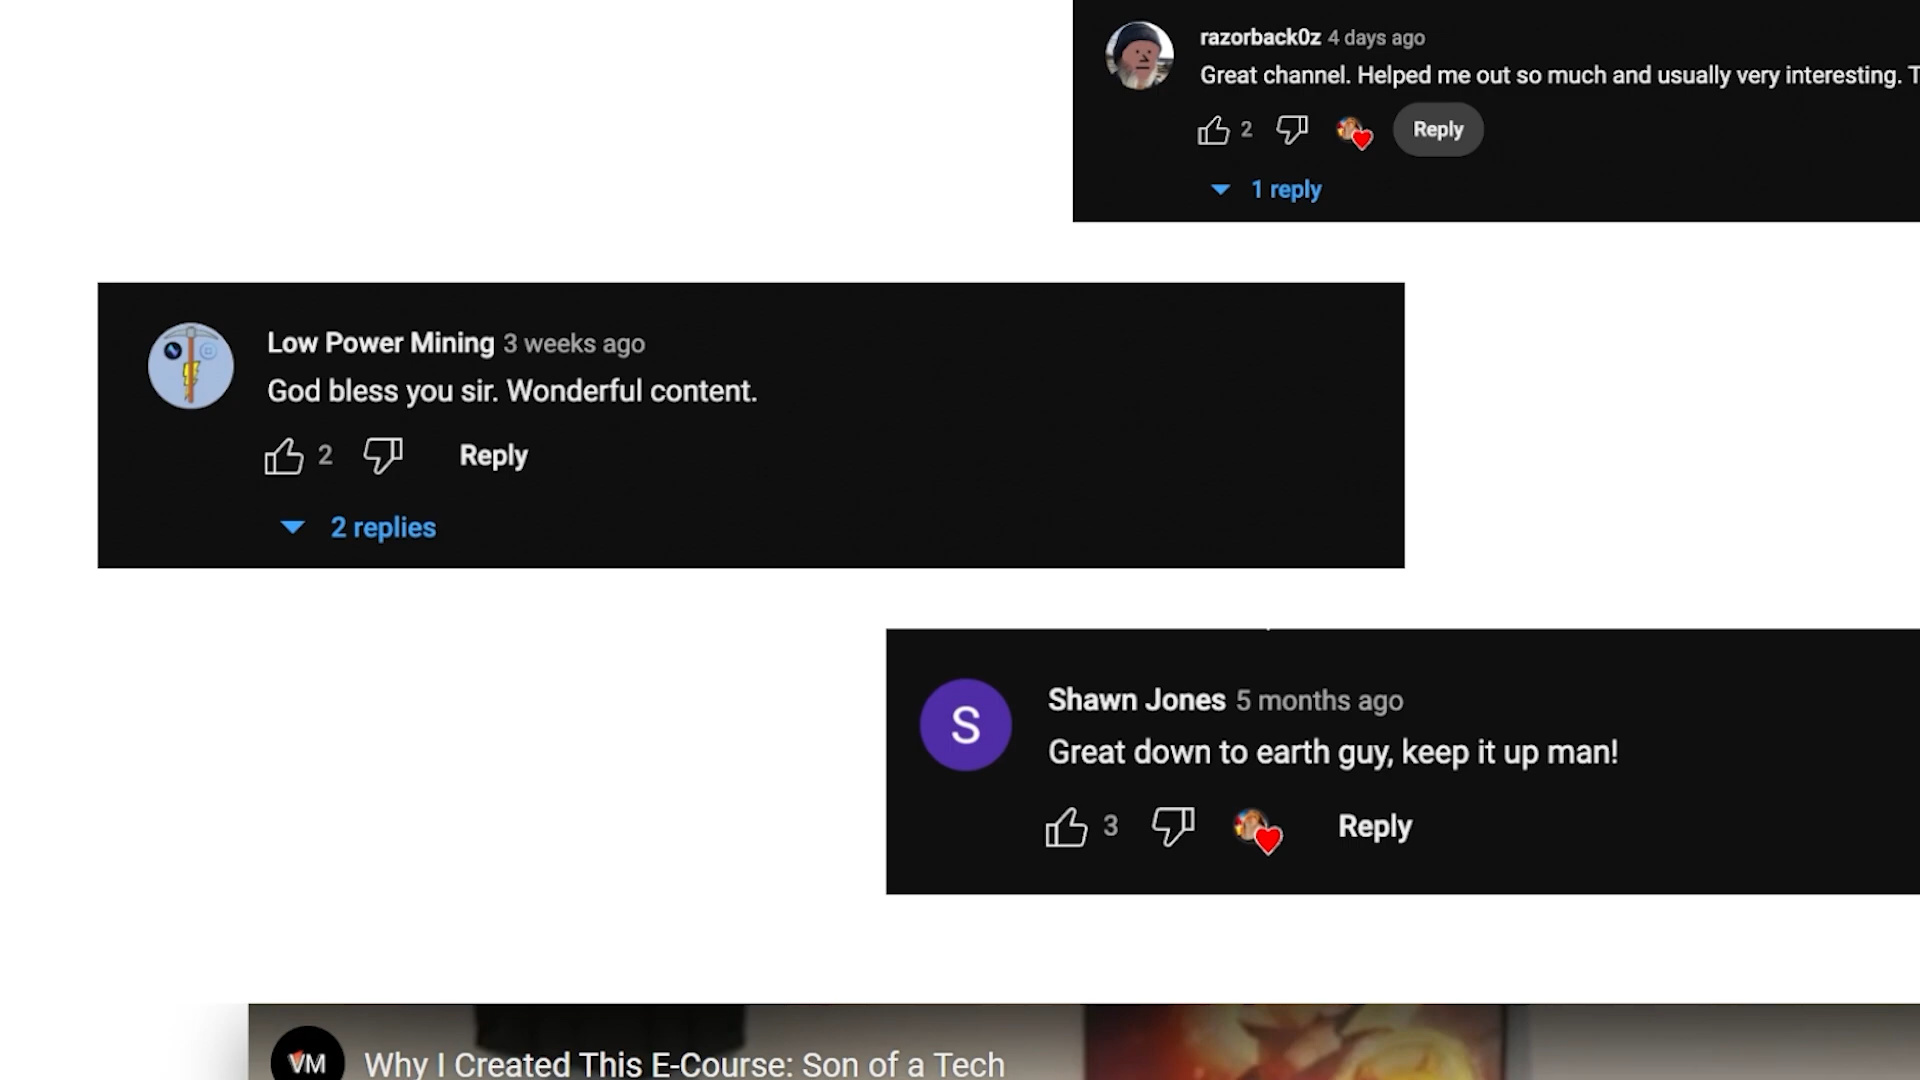 razorback0z 4 days ago
Great channel. Helped me out so much and usually very interesting. T
2
Reply
1 reply
Low Power Mining 3 weeks ago
God bless you sir. Wonderful content.
2
Reply
2 replies
S
Shawn Jones 5 months ago
Great down to earth guy, keep it up man!
3
Reply
VM
Why I Created This E-Course: Son of a Tech